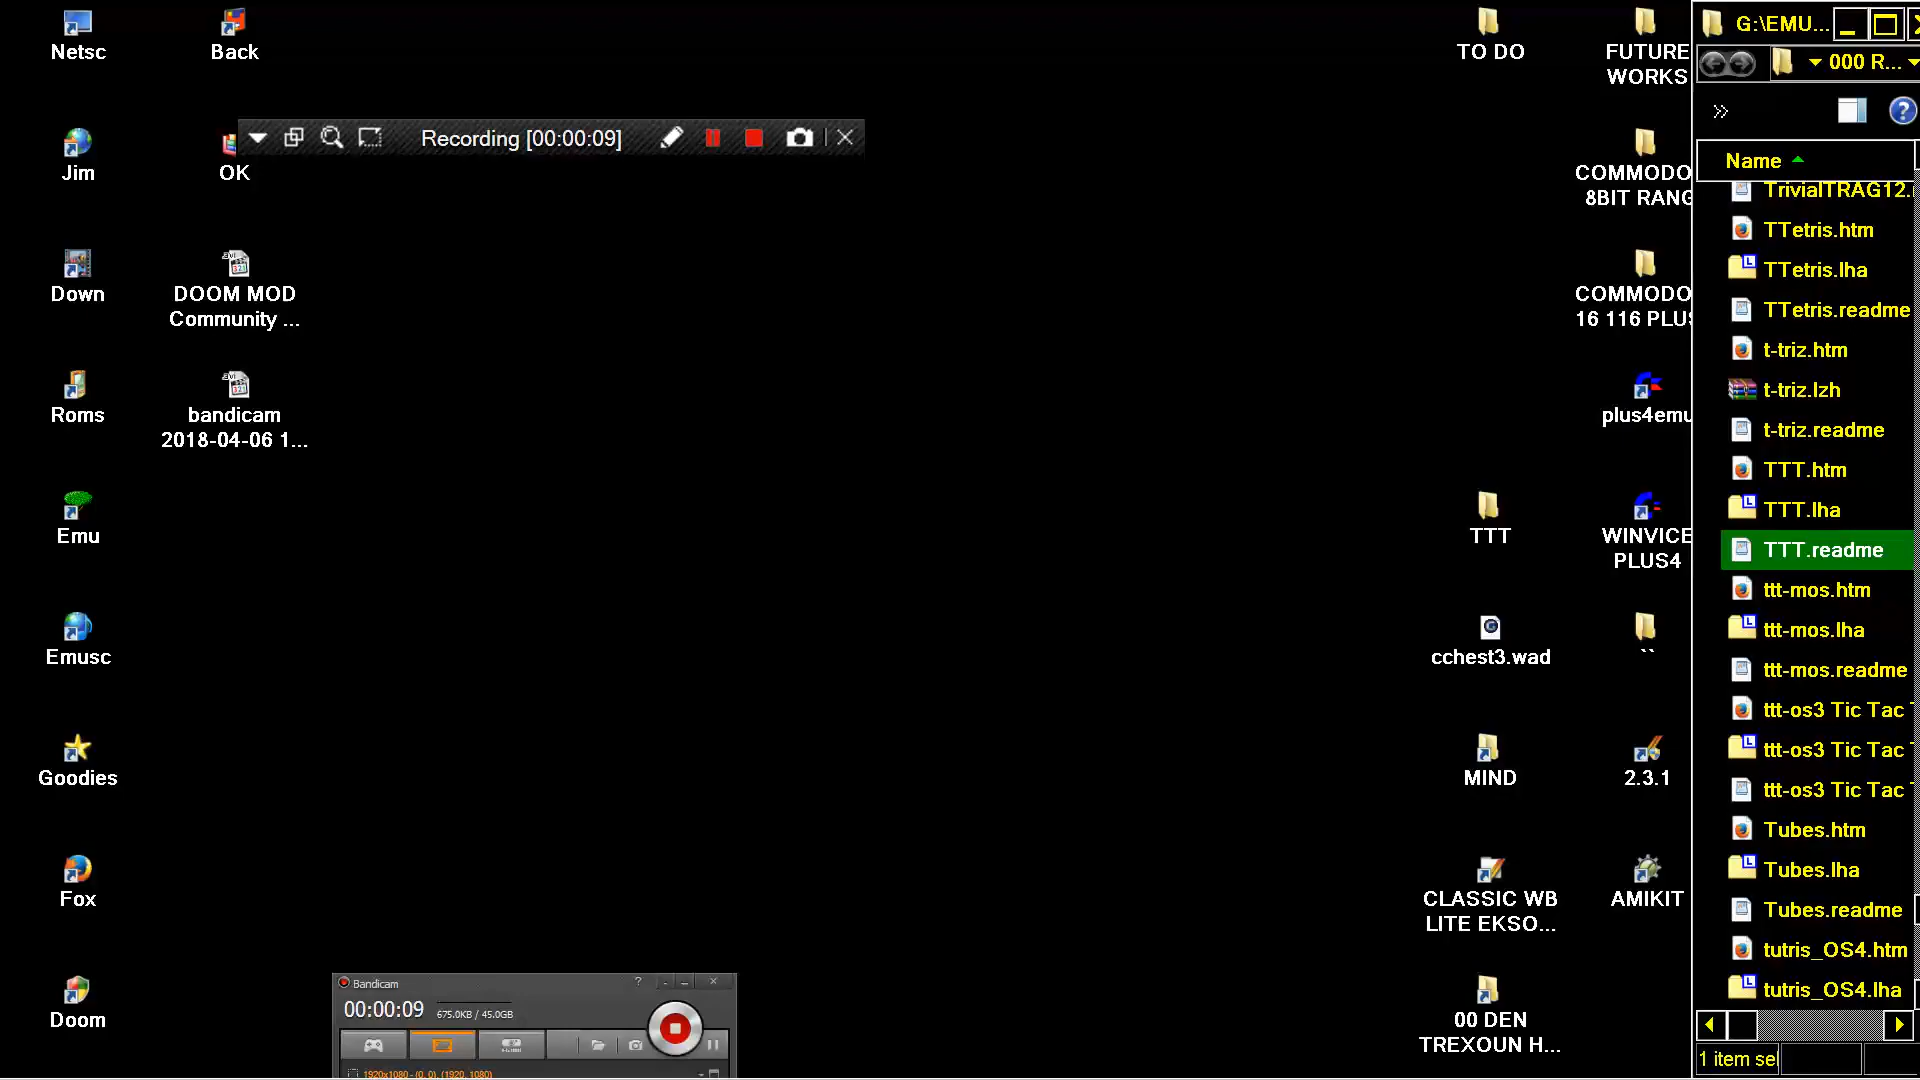 Netsc
Back
TO DO
FUTURE
WORKS
G:\EMU...
000 R...
Recording [00:00:09]
Name
Jim
OK
COMMODO
8BIT RANG
TrivialTRAG12.
TTetris.htm
TTetris.lha
TTetris.readme
Down
DOOM MOD
Community ...
COMMODO
16 116 PLUS
t-triz.htm
t-triz.lzh
t-triz.readme
Roms
bandicam
2018-04-06 1...
plus4emu
TTT.htm
TTT.lha
TTT.readme
Emu
TTT
WINVICE
PLUS4
ttt-mos.htm
ttt-mos.lha
ttt-mos.readme
Emusc
cchest3.wad
``
ttt-os3 Tic Tac
ttt-os3 Tic Tac
ttt-os3 Tic Tac
Goodies
MIND
2.3.1
Tubes.htm
Tubes.lha
Tubes.readme
Fox
CLASSIC WB
LITE EKSO...
AMIKIT
tutris_OS4.htm
tutris_OS4.lha
Doom
00 DEN
TREXOUN H...
1 item sel
Bandicam
00:00:09
675.0KB / 45.0GB
1920x1080 - (0, 0), (1920, 1080)